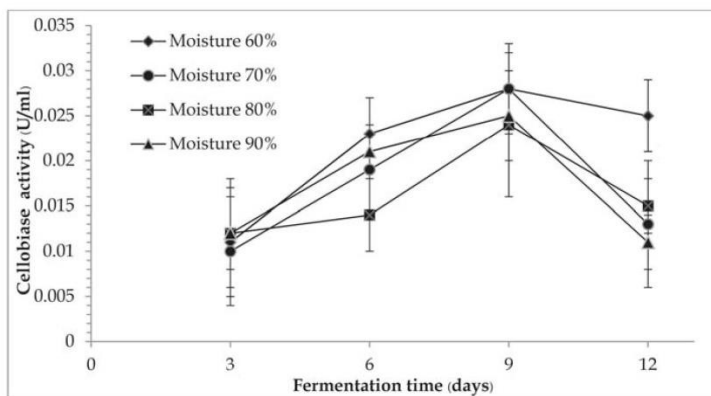 0.035
0.03
0.025
0.02
0.015
0.01
0.005
0
Cellobiase activity (U/ml)
Moisture 60%
Moisture 70%
Moisture 80%
Moisture 90%
0 3 6 9 12
Fermentation time (days)